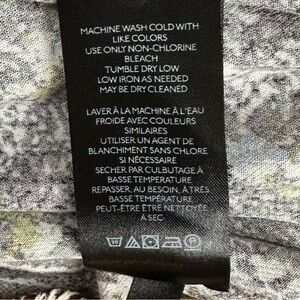 MACHINE WASH COLD WITH
LIKE COLORS
USE ONLY NON-CHLORINE
BLEACH
TUMBLE DRY LOW
LOW IRON AS NEEDED
MAY BE DRY CLEANED
LAVER À LA MACHINE À L'EAU
FROIDE AVEC COULEURS
SIMILAIRES
UTILISER UN AGENT DE
BLANCHIMENT SANS CHLORE
SI NÉCESSAIRE
SECHER PAR CULBUTAGE À
BASSE TEMPERATURE
REPASSER, AU BESOIN, À TRÈS
BASSE TEMPERATURE
PEUT-ÊTRE ÊTRE NETTOYÉ
À SEC